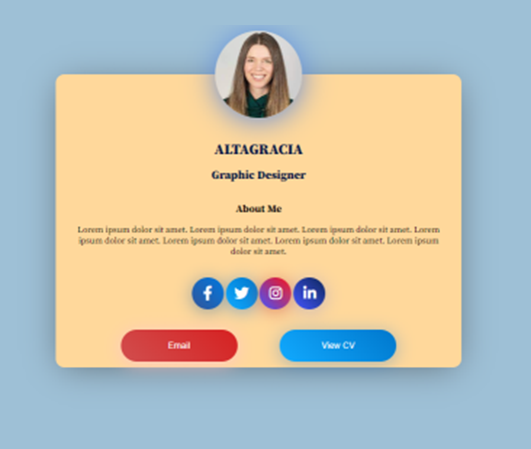 ALTAGRACIA
Graphic Designer
About Me
Lorem ipsum dolor sit amet. Lorem ipsum dolor sit amet. Lorem ipsum dolor sit amet. Lorem
ipsum dolor sit amet. Lorem ipsum dolor sit amet. Lorem ipsum dolor sit amet. Lorem ipsum
dolor sit amet.
f in
Email View CV